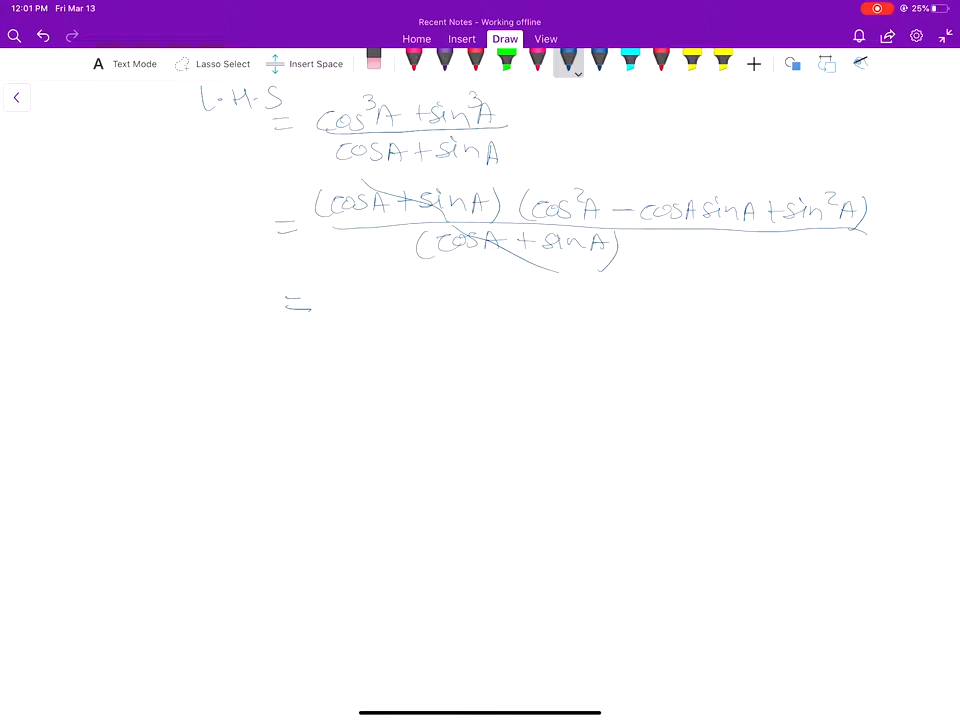 12:01 PM Fri Mar 13
25%
Recent Notes - Working offline
Home Insert Draw View
A Text Mode Lasso Select Insert Space
L.H.S
= cos³A + sin³A
cosA + sinA
= (cosA + sinA) (cos²A - cosA sinA + sin²A)
(cosA + sinA)
=